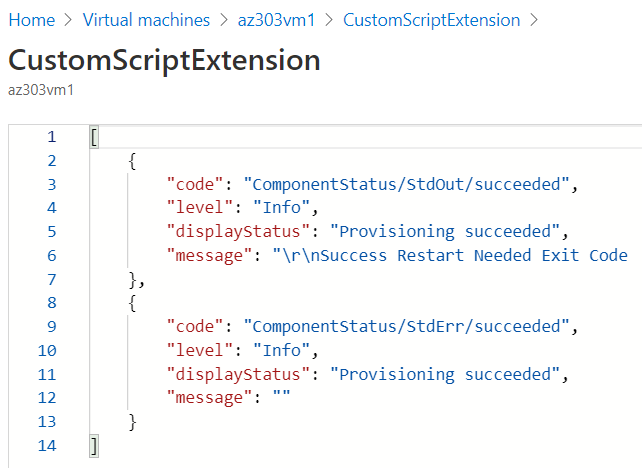 Home > Virtual machines > az303vm1 > CustomScriptExtension >
CustomScriptExtension
az303vm1
1 [
2 {
3 "code": "ComponentStatus/StdOut/succeeded",
4 "level": "Info",
5 "displayStatus": "Provisioning succeeded",
6 "message": "\r\nSuccess Restart Needed Exit Code
7 },
8 {
9 "code": "ComponentStatus/StdErr/succeeded",
10 "level": "Info",
11 "displayStatus": "Provisioning succeeded",
12 "message": ""
13 }
14 ]